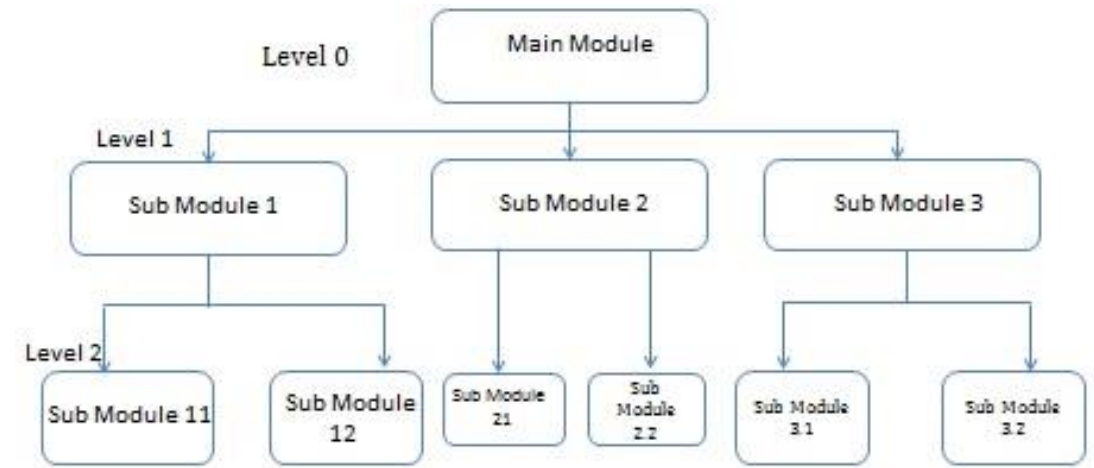 Main Module
Level 0
Level 1
Sub Module 1
Sub Module 2
Sub Module 3
Level 2
Sub Module 11
Sub Module
12
Sub Module
21
Sub
Module
2.2
Sub Module
3.1
Sub Module
3.2